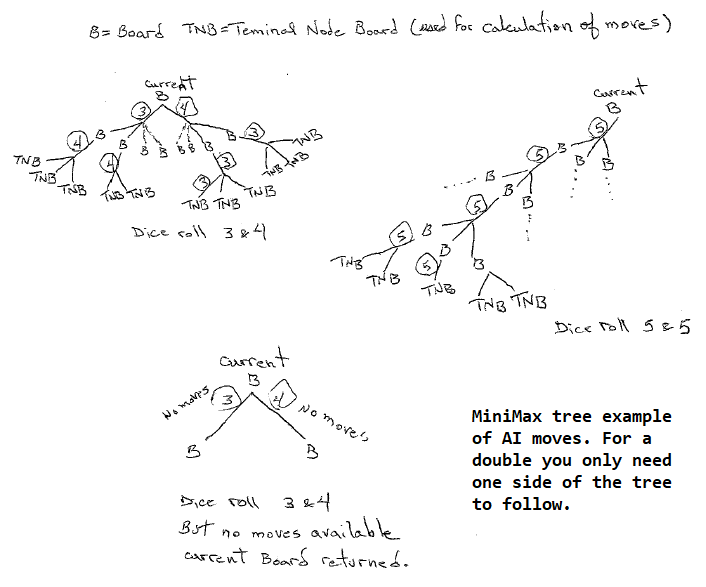 B= Board TNB=Teminal Node Board (used for calculation of moves)
Current
B
3 4
B B B B B B B
4 4 3 3 3
TNB TNB TNB TNB TNB TNB TNB TNB TNB TNB TNB
Dice roll 3 & 4
Current
B
5
B B B
5
B B B
5
B B B
5 5
TNB TNB TNB TNB TNB
Dice roll 5 & 5
Current
B
No moves 3 4 No moves
B B
Dice roll 3 & 4
But no moves available
current Board returned.
MiniMax tree example
of AI moves. For a
double you only need
one side of the tree
to follow.